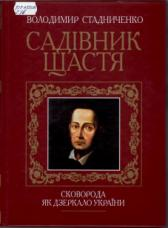 ВОЛОДИМИР СТАДНИЧЕНКО
САДІВНИК
ЩАСТЯ
СКОВОРОДА
ЯК ДЗЕРКАЛО УКРАЇНИ